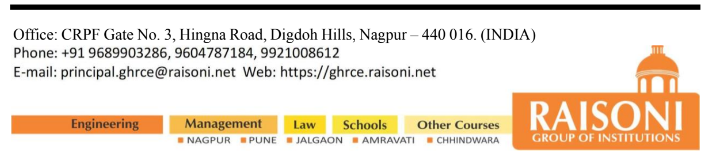 Office: CRPF Gate No. 3, Hingna Road, Digdoh Hills, Nagpur – 440 016. (INDIA)
Phone: +91 9689903286, 9604787184, 9921008612
E-mail: principal.ghrce@raisoni.net Web: https://ghrce.raisoni.net
Engineering Management Law Schools Other Courses
NAGPUR PUNE JALGAON AMRAVATI CHHINDWARA
RAISONI
GROUP OF INSTITUTIONS